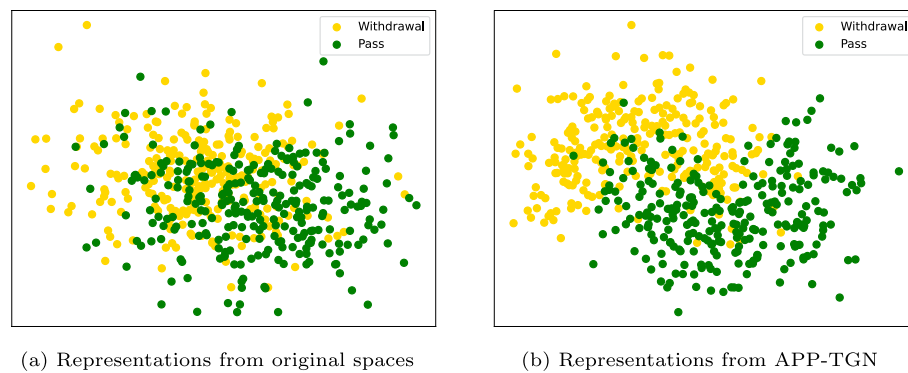 Withdrawal
Pass
Withdrawal
Pass
(a) Representations from original spaces
(b) Representations from APP-TGN